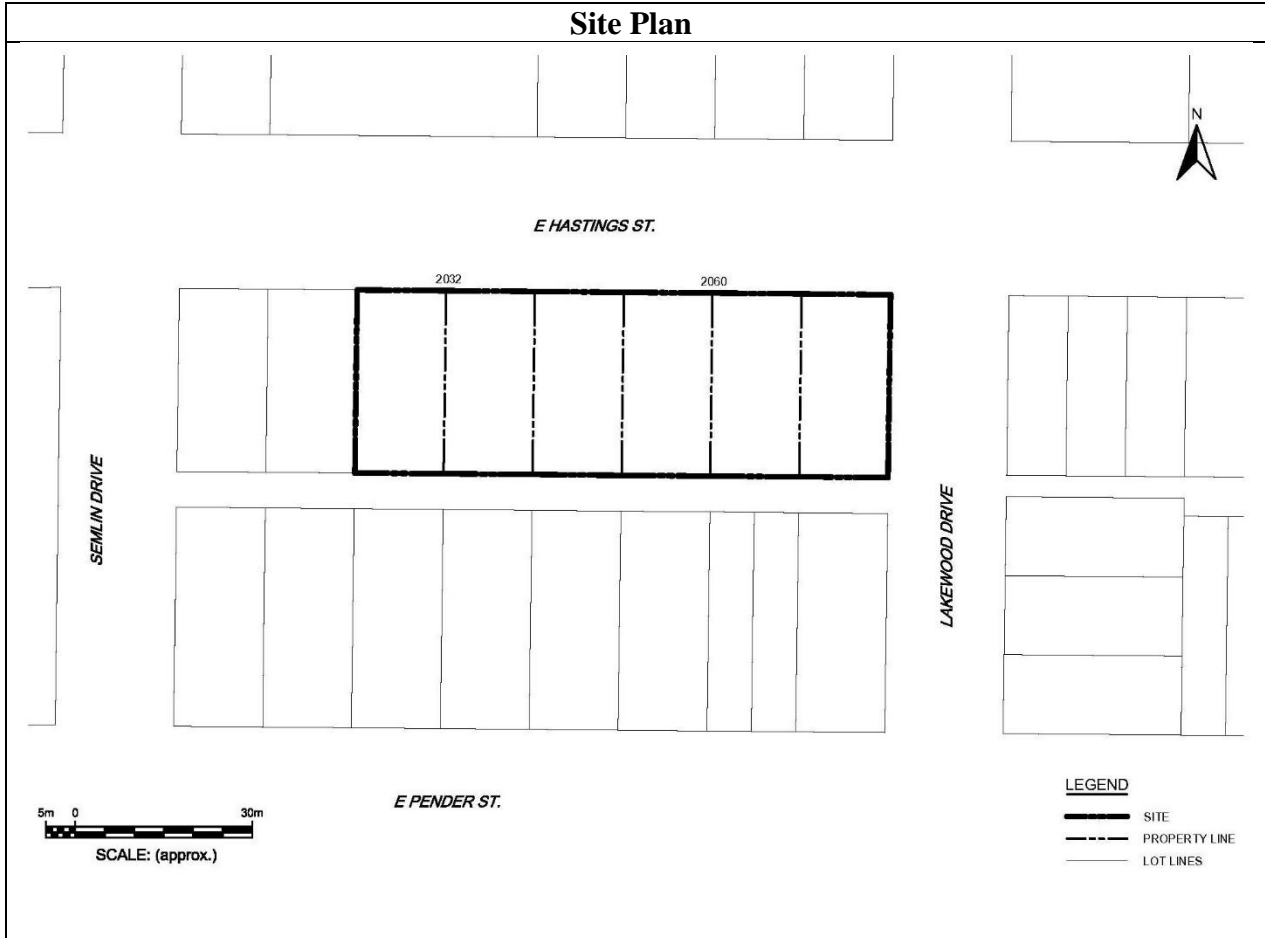 Site Plan
N
E HASTINGS ST.
2032
2060
SEMLIN DRIVE
LAKEWOOD DRIVE
E PENDER ST.
5m 0 30m
SCALE: (approx.)
LEGEND
SITE
PROPERTY LINE
LOT LINES